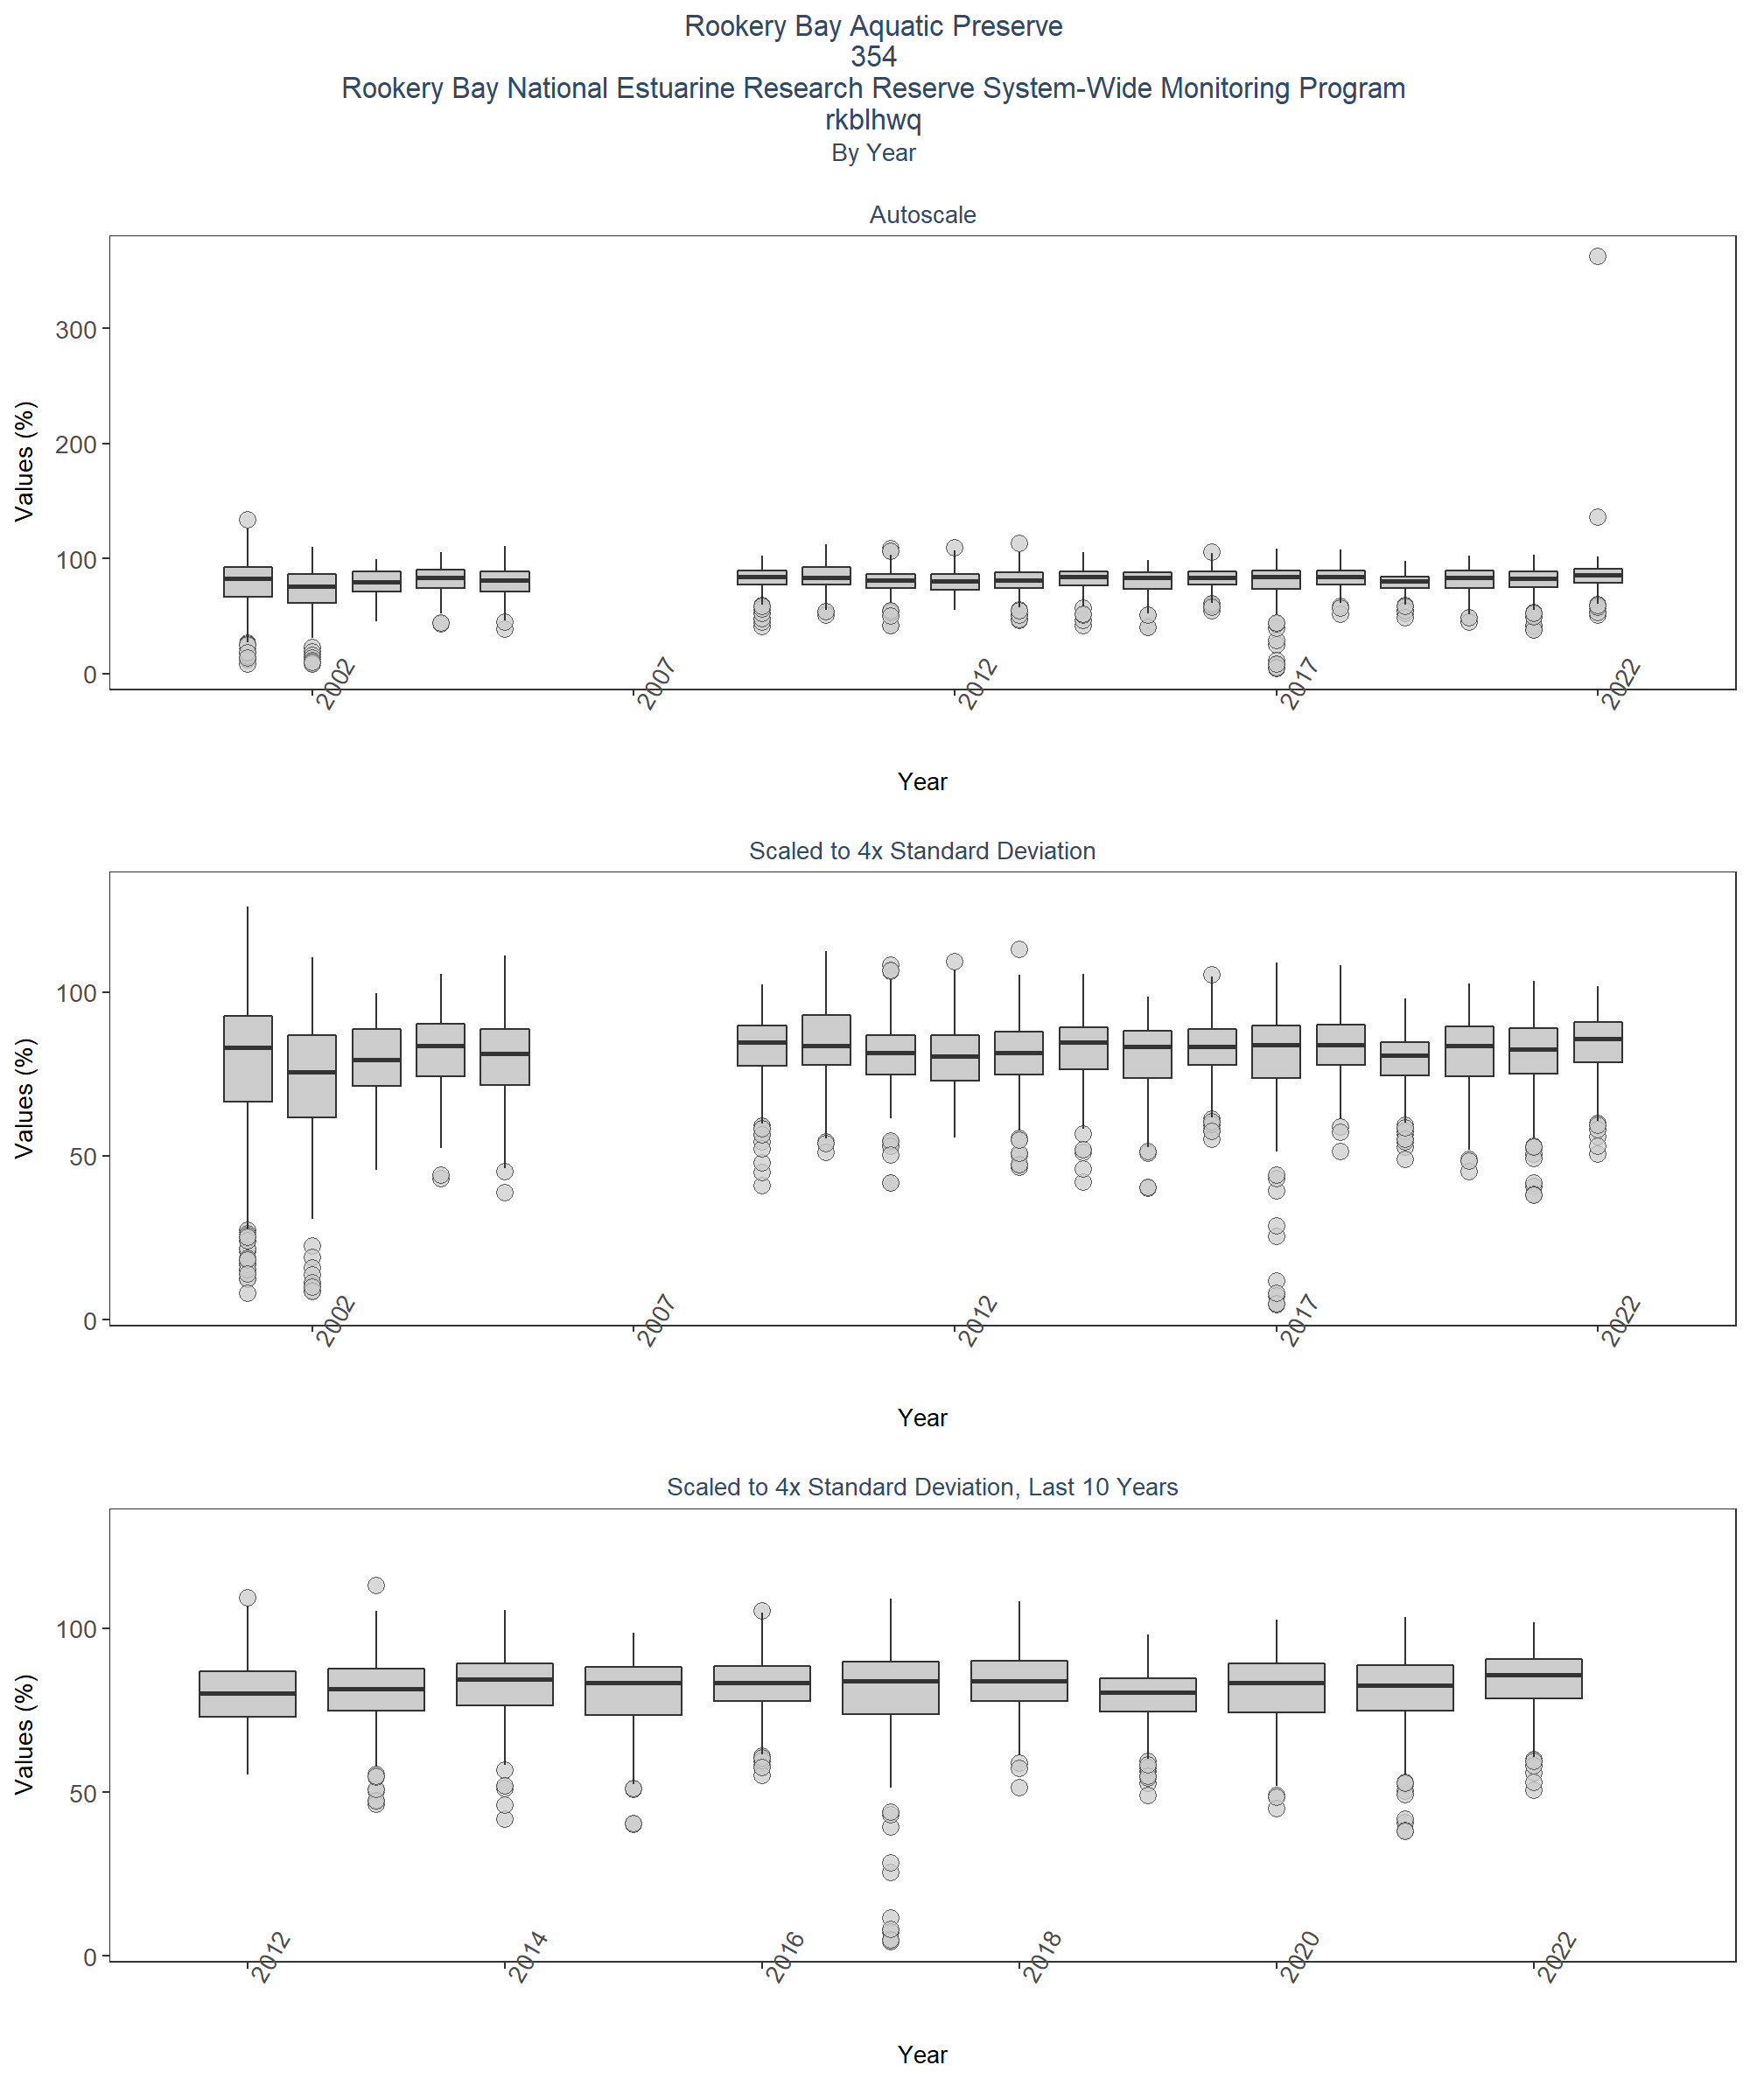 Rookery Bay Aquatic Preserve
354
Rookery Bay National Estuarine Research Reserve System-Wide Monitoring Program
rkblhwq
By Year
Autoscale
Values (%)
300
200
100
0
2002
2007
2012
2017
2022
Year
Scaled to 4x Standard Deviation
Values (%)
100
50
0
2002
2007
2012
2017
2022
Year
Scaled to 4x Standard Deviation, Last 10 Years
Values (%)
100
50
0
2012
2014
2016
2018
2020
2022
Year